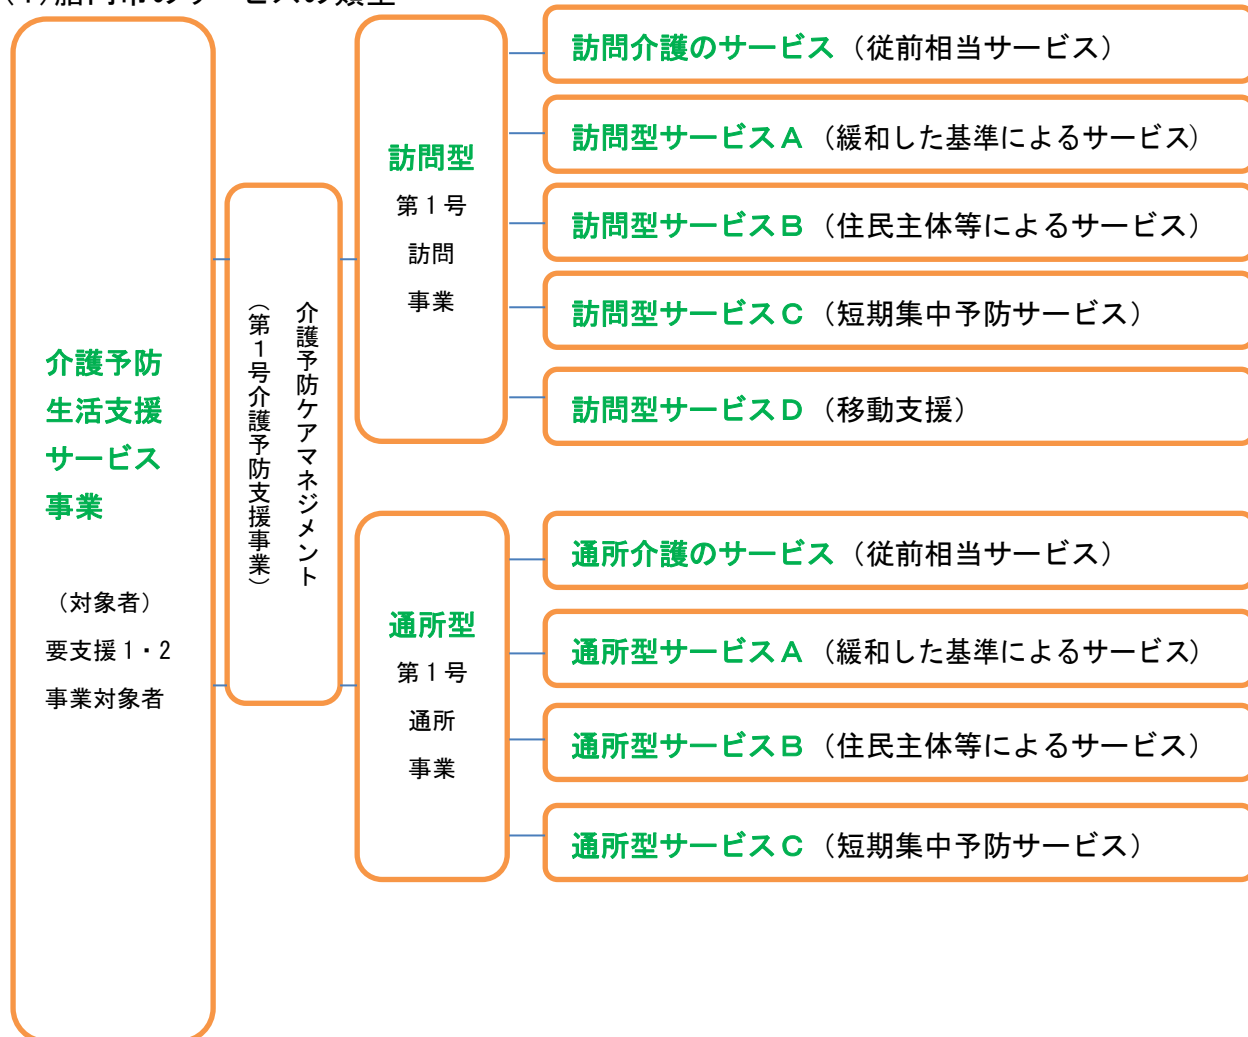 介護予防
生活支援
サービス
事業
（対象者）
要支援１・２
事業対象者
介護予防ケアマネジメント
（第１号介護予防支援事業）
訪問型
第１号
訪問
事業
訪問介護のサービス（従前相当サービス）
訪問型サービスＡ（緩和した基準によるサービス）
訪問型サービスＢ（住民主体等によるサービス）
訪問型サービスＣ（短期集中予防サービス）
訪問型サービスＤ（移動支援）
通所型
第１号
通所
事業
通所介護のサービス（従前相当サービス）
通所型サービスＡ（緩和した基準によるサービス）
通所型サービスＢ（住民主体等によるサービス）
通所型サービスＣ（短期集中予防サービス）